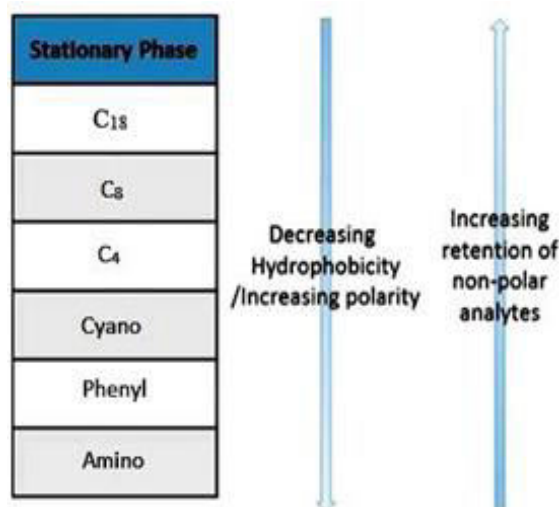 Stationary Phase
C₁₈
C₈
C₄
Cyano
Phenyl
Amino
Decreasing
Hydrophobicity
/Increasing polarity
Increasing
retention of
non-polar
analytes